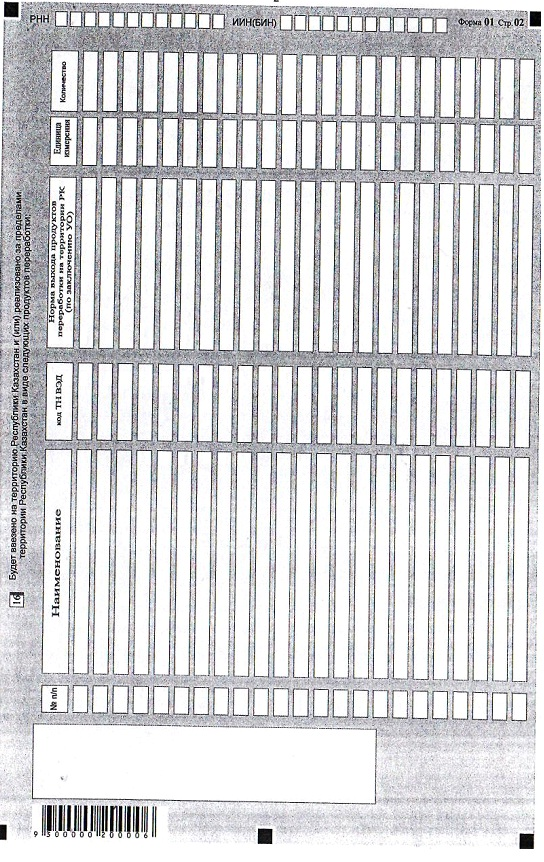 РНН
ИИН(БИН)
Форма 01 Стр. 02
16
Будет ввезено на территорию Республики Казахстан и (или) реализовано за пределами
территории Республики Казахстан в виде следующих продуктов переработки:
№ п/п
Наименование
код ТН ВЭД
Норма выхода продуктов
переработки на территории РК
(по заключению УО)
Единица
измерения
Количество
9 300000 200006